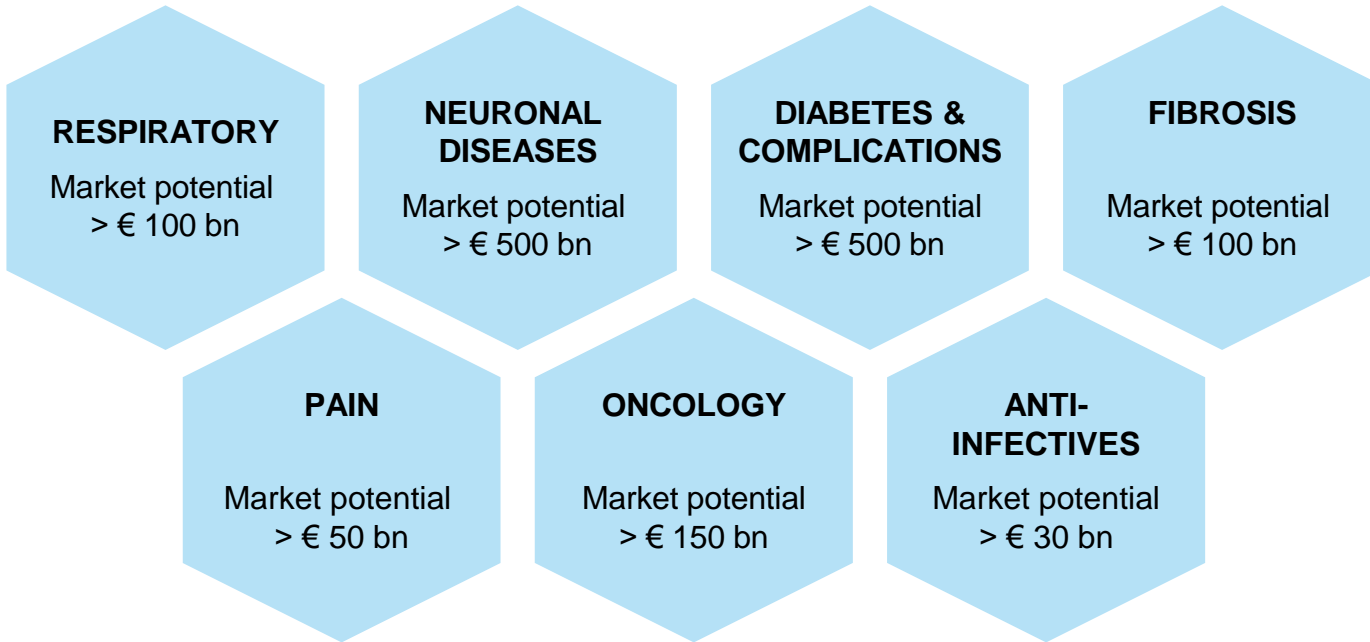 RESPIRATORY
Market potential
> € 100 bn
NEURONAL
DISEASES
Market potential
> € 500 bn
DIABETES &
COMPLICATIONS
Market potential
> € 500 bn
FIBROSIS
Market potential
> € 100 bn
PAIN
Market potential
> € 50 bn
ONCOLOGY
Market potential
> € 150 bn
ANTI-
INFECTIVES
Market potential
> € 30 bn